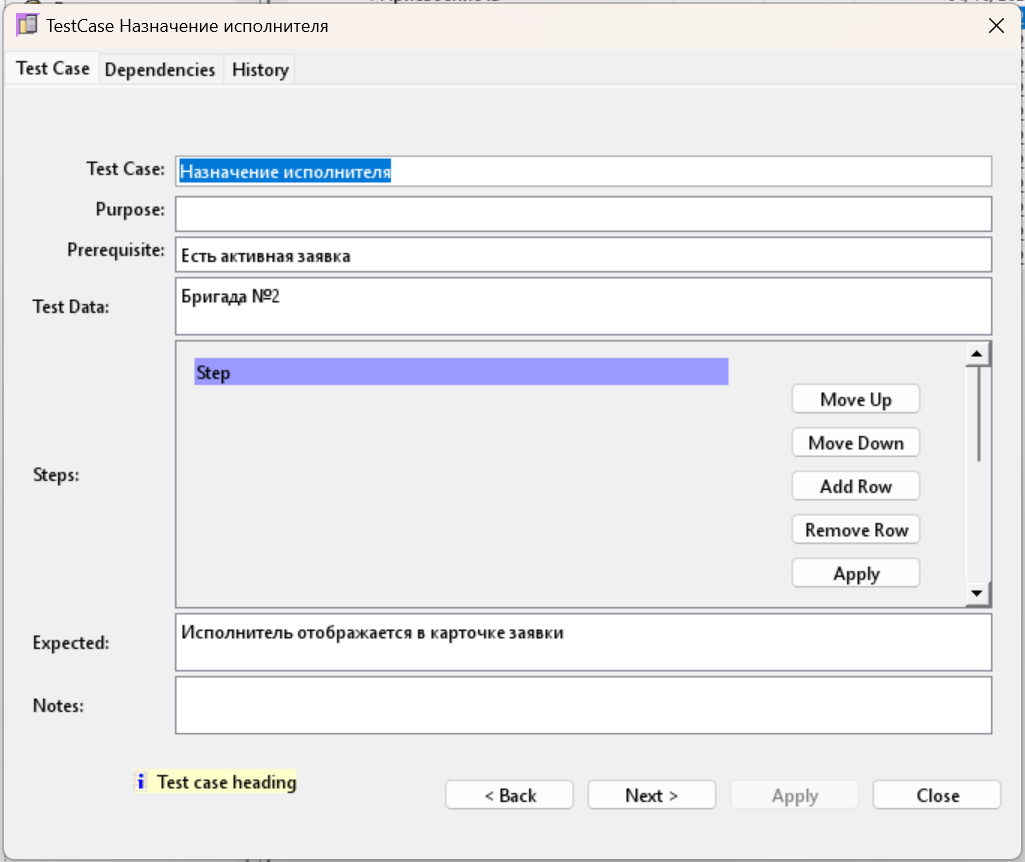 TestCase Назначение исполнителя
Test Case Dependencies History
Test Case: Назначение исполнителя
Purpose:
Prerequisite: Есть активная заявка
Test Data: Бригада №2
Step
Move Up
Move Down
Add Row
Steps:
Remove Row
Apply
Expected: Исполнитель отображается в карточке заявки
Notes:
Test case heading
< Back Next > Apply Close